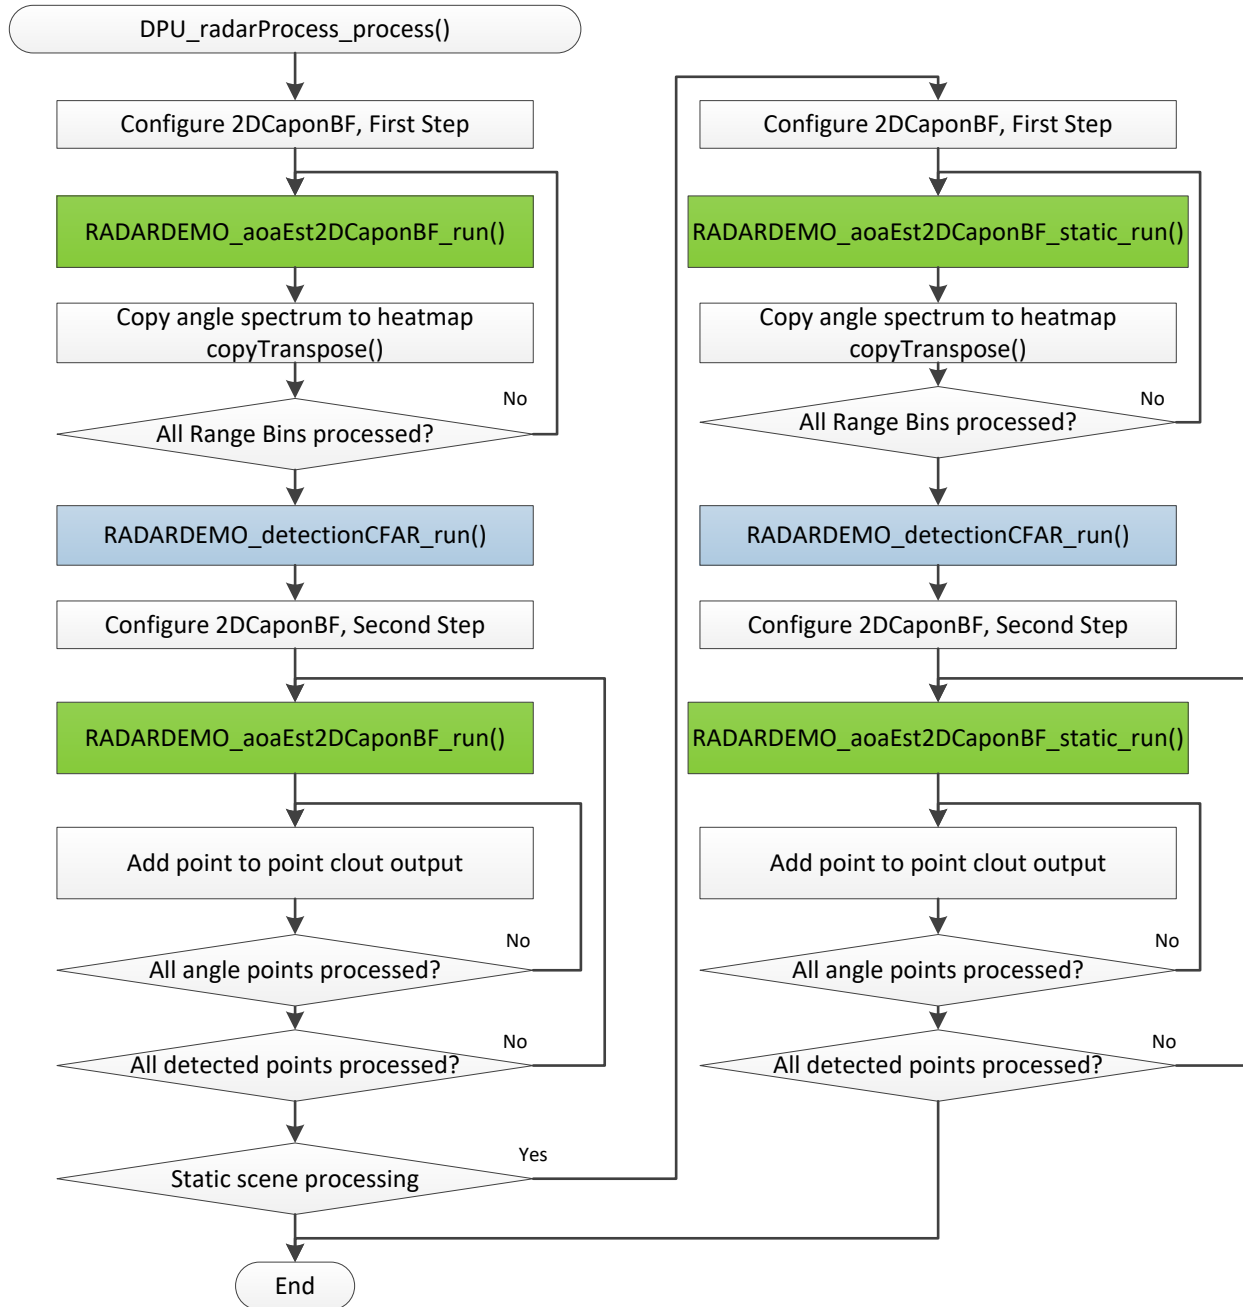 DPU_radarProcess_process()
Configure 2DCaponBF, First Step
RADARDEMO_aoaEst2DCaponBF_run()
Copy angle spectrum to heatmap
copyTranspose()
No
All Range Bins processed?
RADARDEMO_detectionCFAR_run()
Configure 2DCaponBF, Second Step
RADARDEMO_aoaEst2DCaponBF_run()
Add point to point clout output
No
All angle points processed?
No
All detected points processed?
Yes
Static scene processing
End
Configure 2DCaponBF, First Step
RADARDEMO_aoaEst2DCaponBF_static_run()
Copy angle spectrum to heatmap
copyTranspose()
No
All Range Bins processed?
RADARDEMO_detectionCFAR_run()
Configure 2DCaponBF, Second Step
RADARDEMO_aoaEst2DCaponBF_static_run()
Add point to point clout output
No
All angle points processed?
No
All detected points processed?